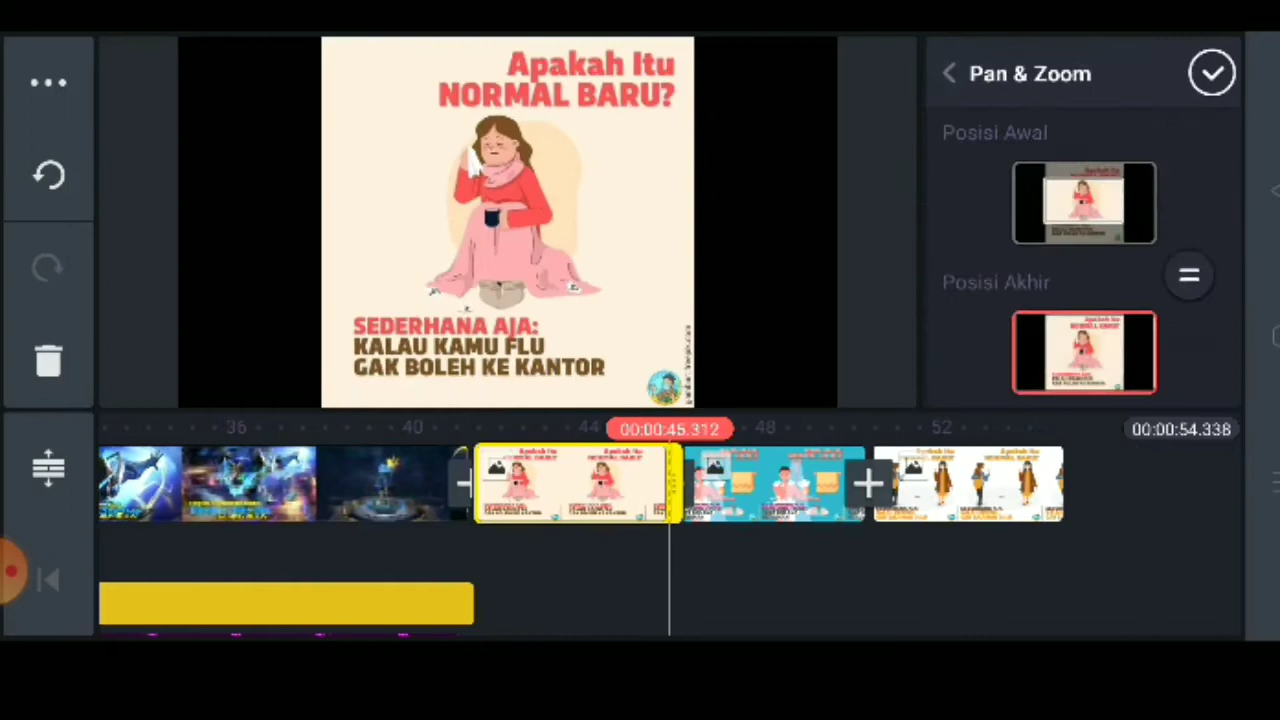 Apakah Itu
NORMAL BARU?
SEDERHANA AJA:
KALAU KAMU FLU
GAK BOLEH KE KANTOR
Pan & Zoom
Posisi Awal
Posisi Akhir
36
40
44
00:00:45.312
48
52
00:00:54.338